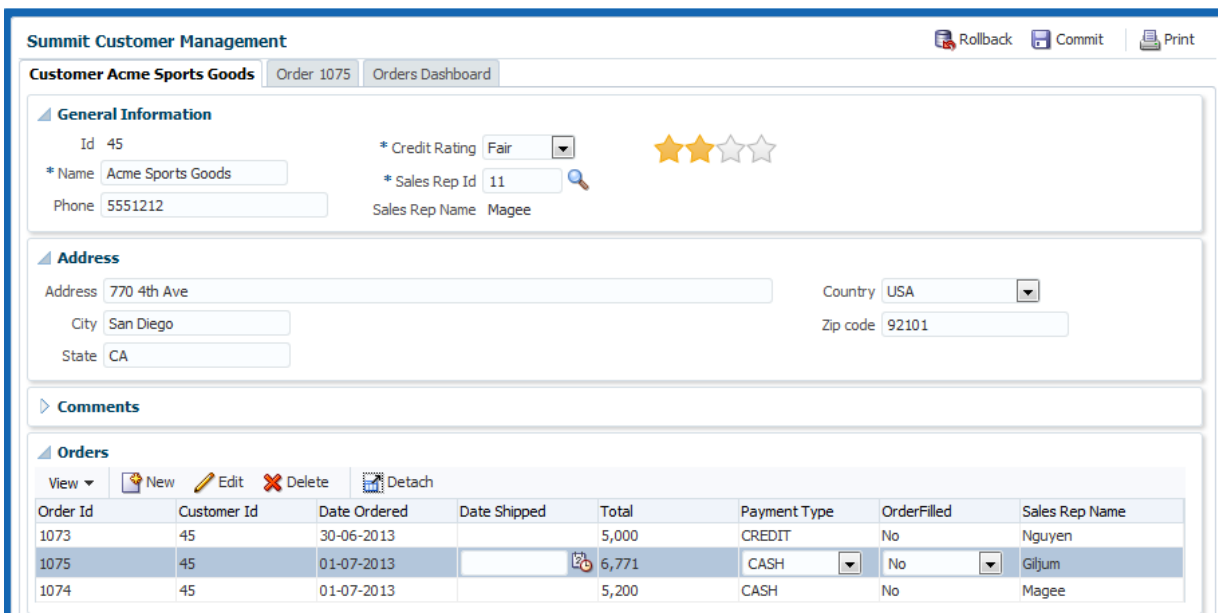 Summit Customer Management Rollback Commit Print
Customer Acme Sports Goods Order 1075 Orders Dashboard
General Information
Id 45 * Credit Rating Fair
* Name Acme Sports Goods * Sales Rep Id 11
Phone 5551212 Sales Rep Name Magee
Address
Address 770 4th Ave Country USA
City San Diego Zip code 92101
State CA
Comments
Orders
View New Edit Delete Detach
Order Id Customer Id Date Ordered Date Shipped Total Payment Type OrderFilled Sales Rep Name
1073 45 30-06-2013 5,000 CREDIT No Nguyen
1075 45 01-07-2013 6,771 CASH No Giljum
1074 45 01-07-2013 5,200 CASH No Magee